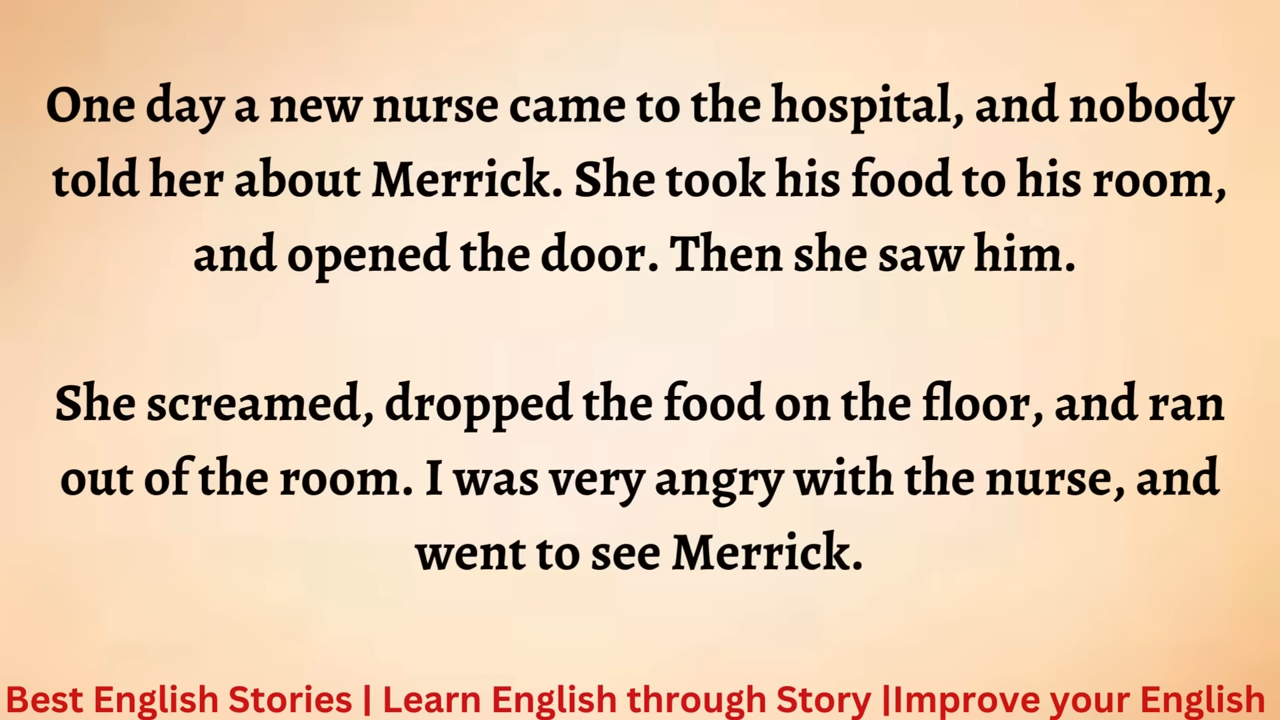 One day a new nurse came to the hospital, and nobody
told her about Merrick. She took his food to his room,
and opened the door. Then she saw him.
She screamed, dropped the food on the floor, and ran
out of the room. I was very angry with the nurse, and
went to see Merrick.
Best English Stories | Learn English through Story |Improve your English